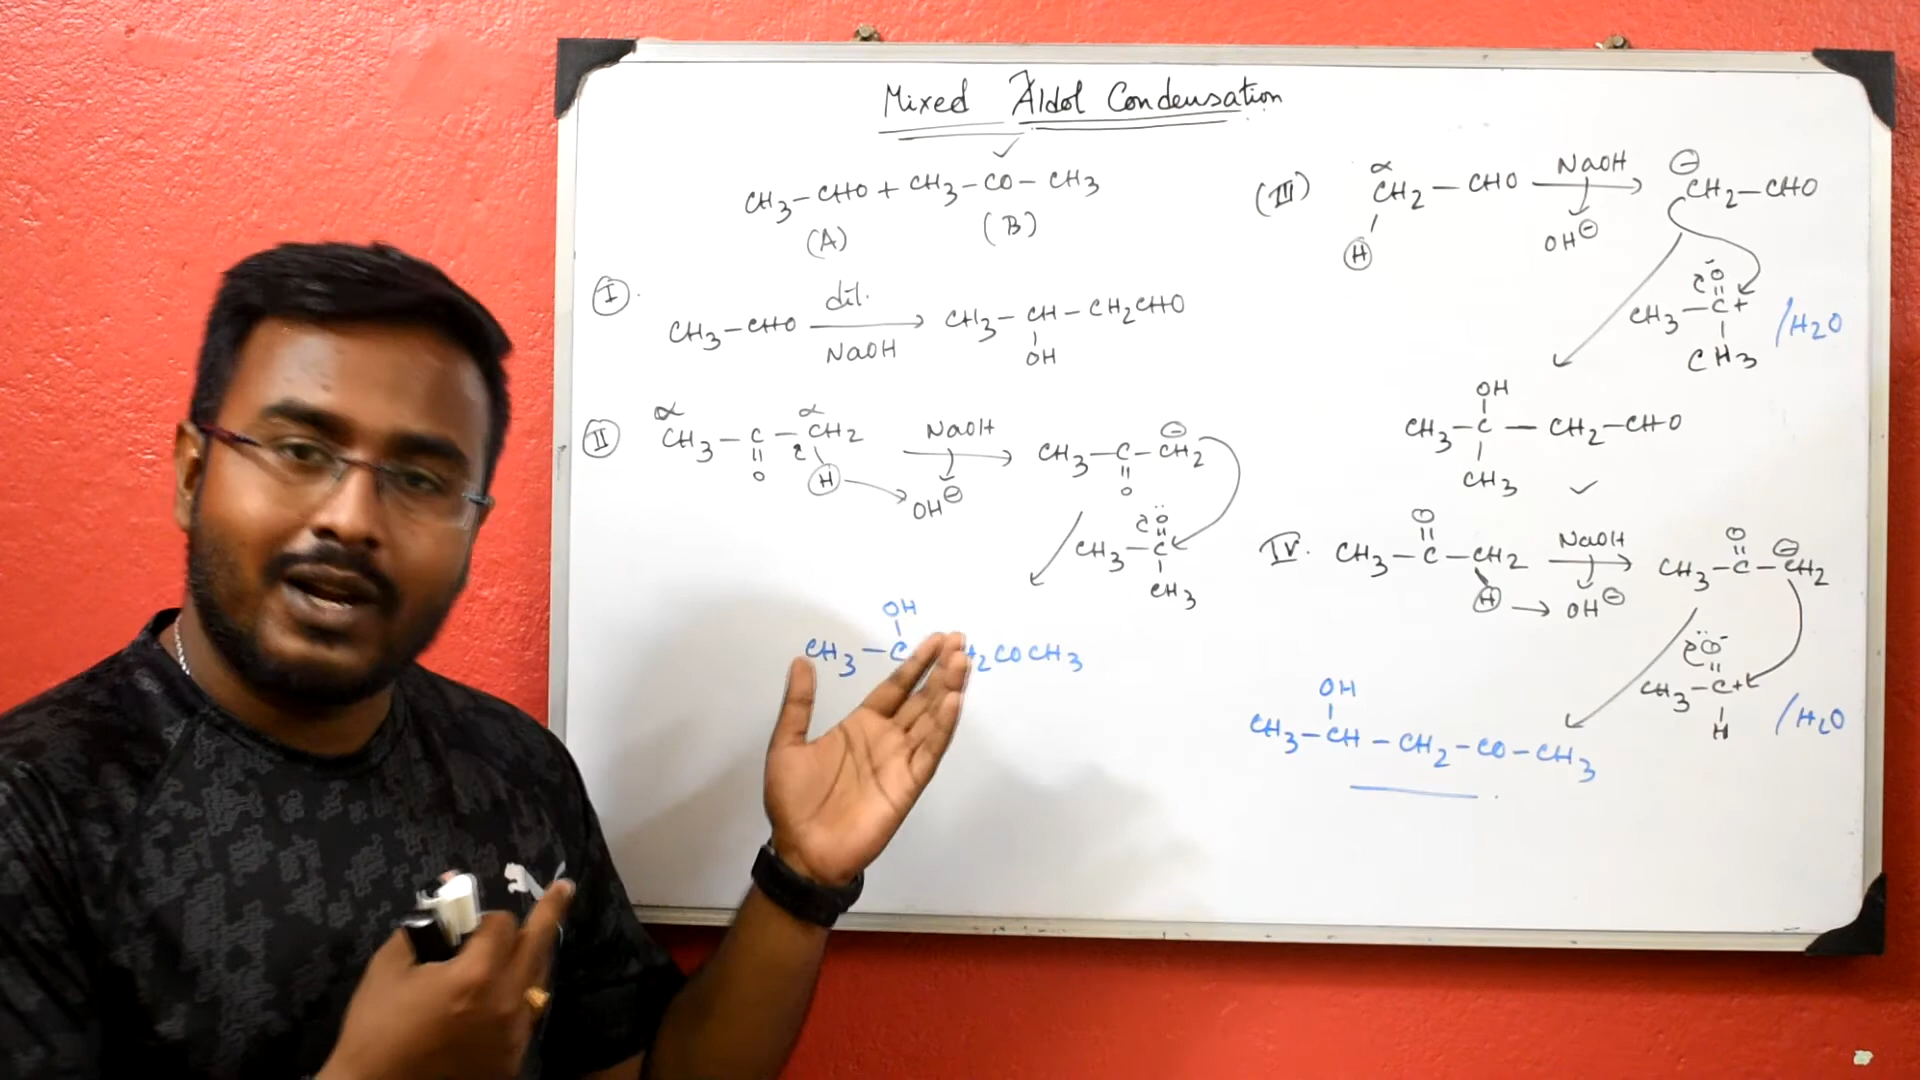 Mixed Aldol Condensation
CH3–CHO + CH3–CO–CH3
(A) (B)
I.
dil.
CH3–CHO → CH3–CH–CH2CHO
NaOH
OH
II
α α
CH3–C–CH2 NaOH → CH3–C–CH2 ⊖
O H → OH⊖ O
O
CH3–C
CH3
OH
CH3–C H2COCH3
(III)
α
CH2–CHO NaOH → ⊖CH2–CHO
H OH⊖
O
CH3–C+ /H2O
CH3
OH
CH3–C–CH2–CHO
CH3 ✓
IV.
O O ⊖
CH3–C–CH2 NaOH → CH3–C–CH2
H → OH⊖
O-
CH3–C+
H /H2O
OH
CH3–CH–CH2–CO–CH3